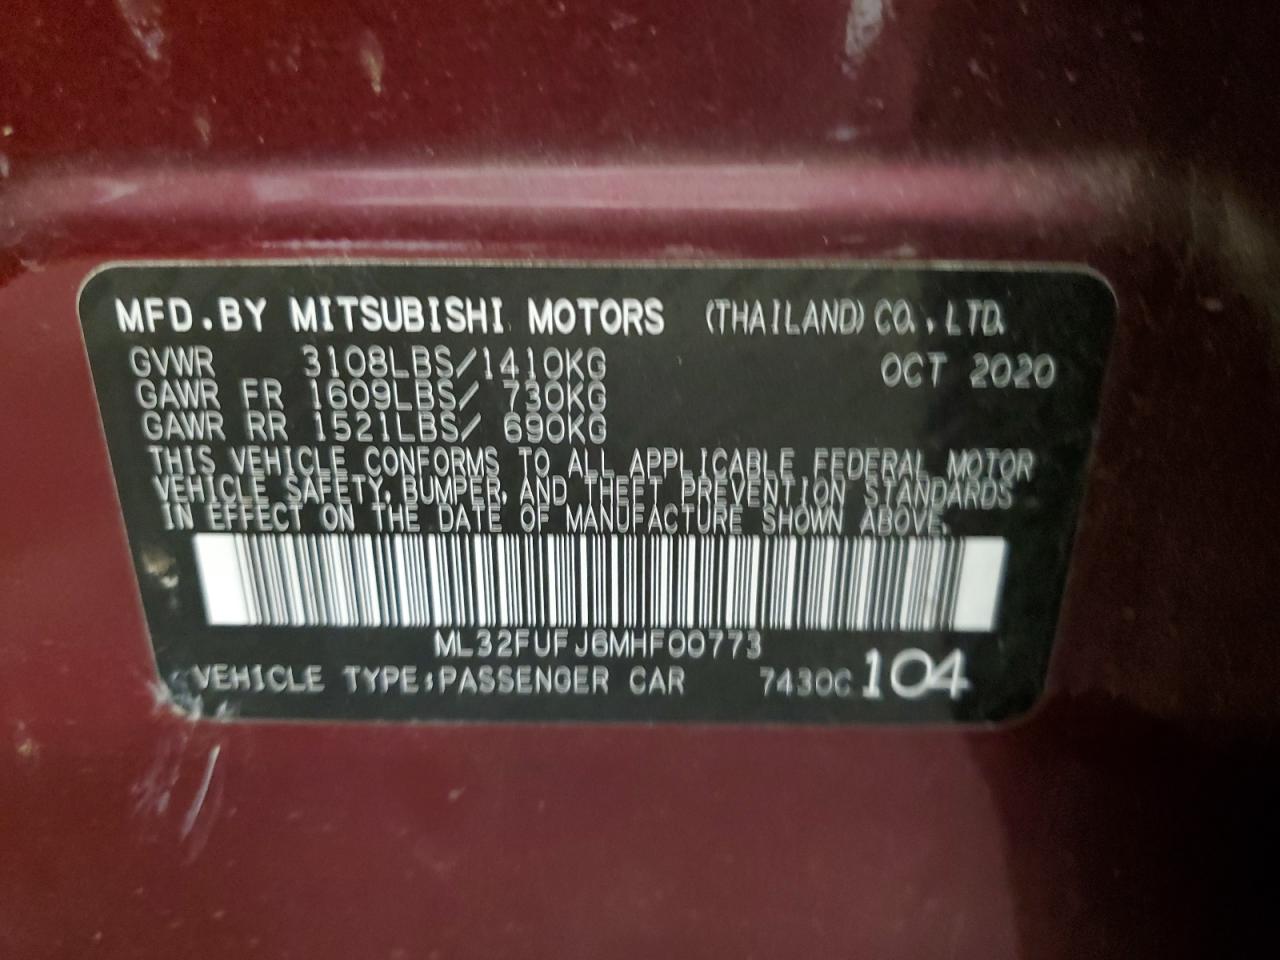 MFD.BY MITSUBISHI MOTORS (THAILAND) CO.,LTD.
GVWR 3108LBS/1410KG OCT 2020
GAWR FR 1609LBS/ 730KG
GAWR RR 1521LBS/ 690KG
THIS VEHICLE CONFORMS TO ALL APPLICABLE FEDERAL MOTOR
VEHICLE SAFETY, BUMPER, AND THEFT PREVENTION STANDARDS
IN EFFECT ON THE DATE OF MANUFACTURE SHOWN ABOVE.
ML32FUFJ6MHF00773
VEHICLE TYPE:PASSENGER CAR 7430C 104